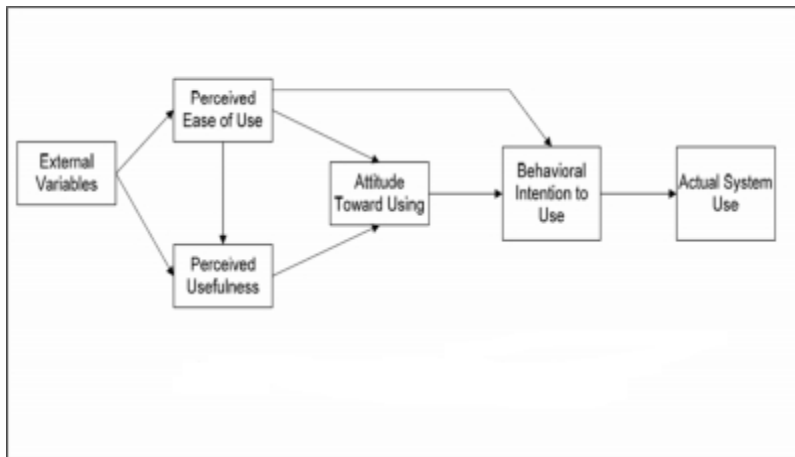 Perceived
Ease of Use
External
Variables
Attitude
Toward Using
Behavioral
Intention to
Use
Actual System
Use
Perceived
Usefulness